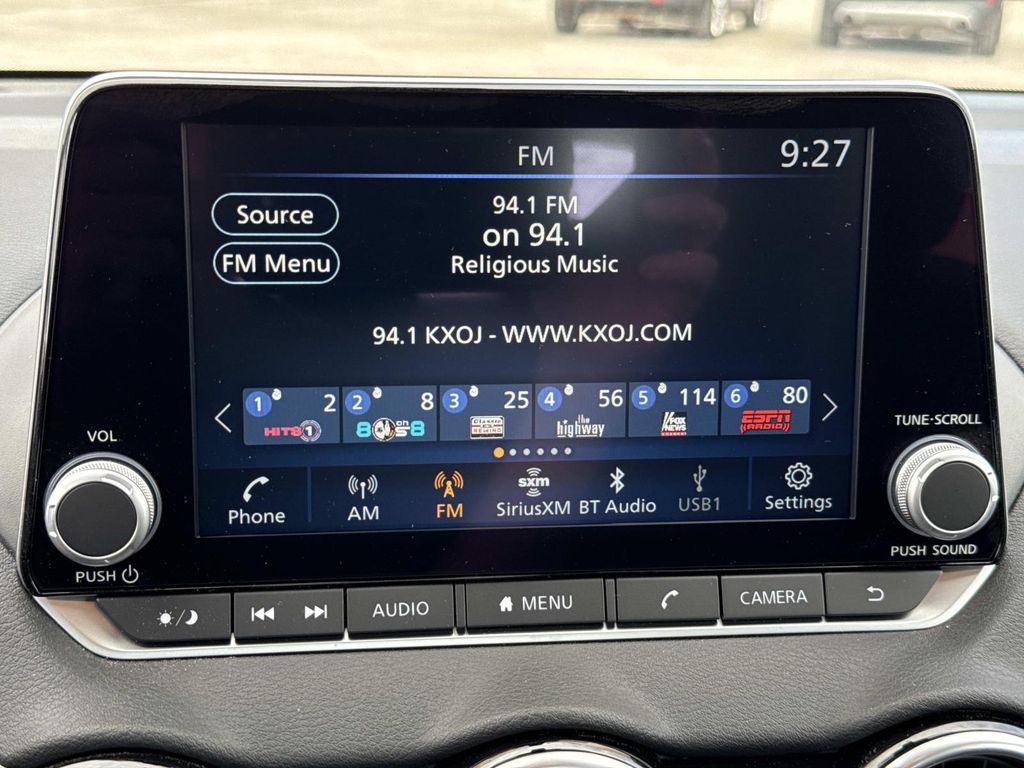 FM
9:27
Source
94.1 FM
on 94.1
FM Menu
Religious Music
94.1 KXOJ - WWW.KXOJ.COM
1 2 2 8 3 25 4 56 5 114 6 80
HITS 1
80s on 8
Classic REWIND
the highway
FOX NEWS
ESPN RADIO
VOL
TUNE·SCROLL
sxm
Phone AM FM SiriusXM BT Audio USB1 Settings
PUSH
PUSH SOUND
AUDIO MENU CAMERA